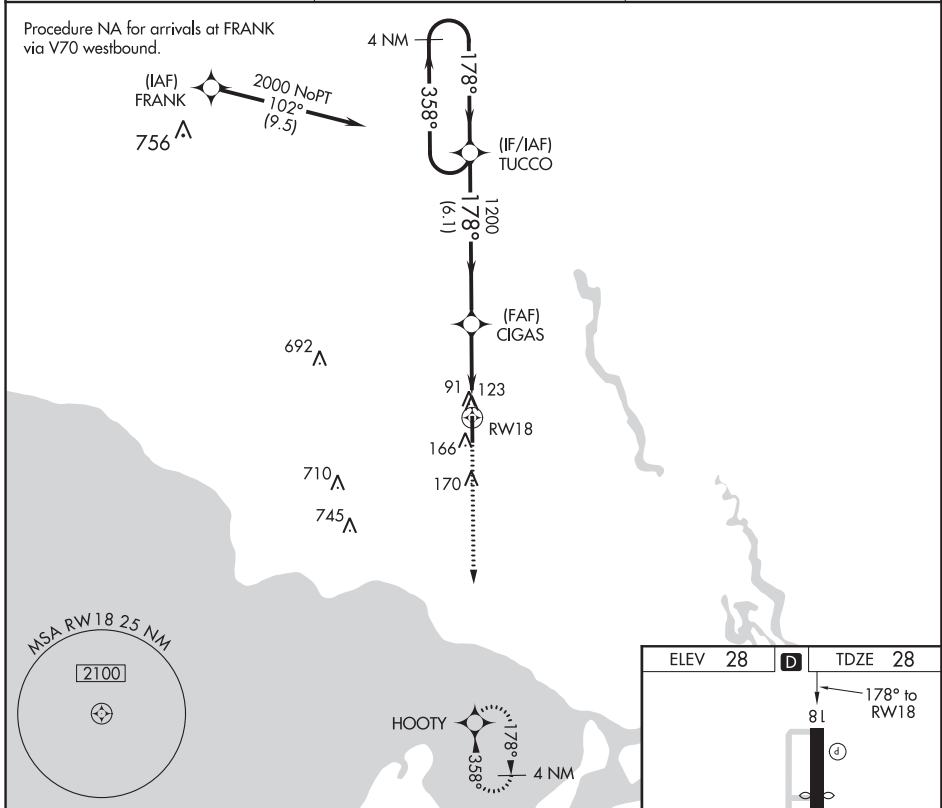 Procedure NA for arrivals at FRANK
via V70 westbound.
4 NM
178°
358°
(IAF)
FRANK
2000 NoPT
102°
(9.5)
756
(IF/IAF)
TUCCO
1200
178°
(6.1)
(FAF)
CIGAS
692
91
123
RW18
166
710
170
745
MSA RW18 25 NM
2100
HOOTY
178°
358°
4 NM
ELEV 28
D
TDZE 28
178° to
RW18
18
P